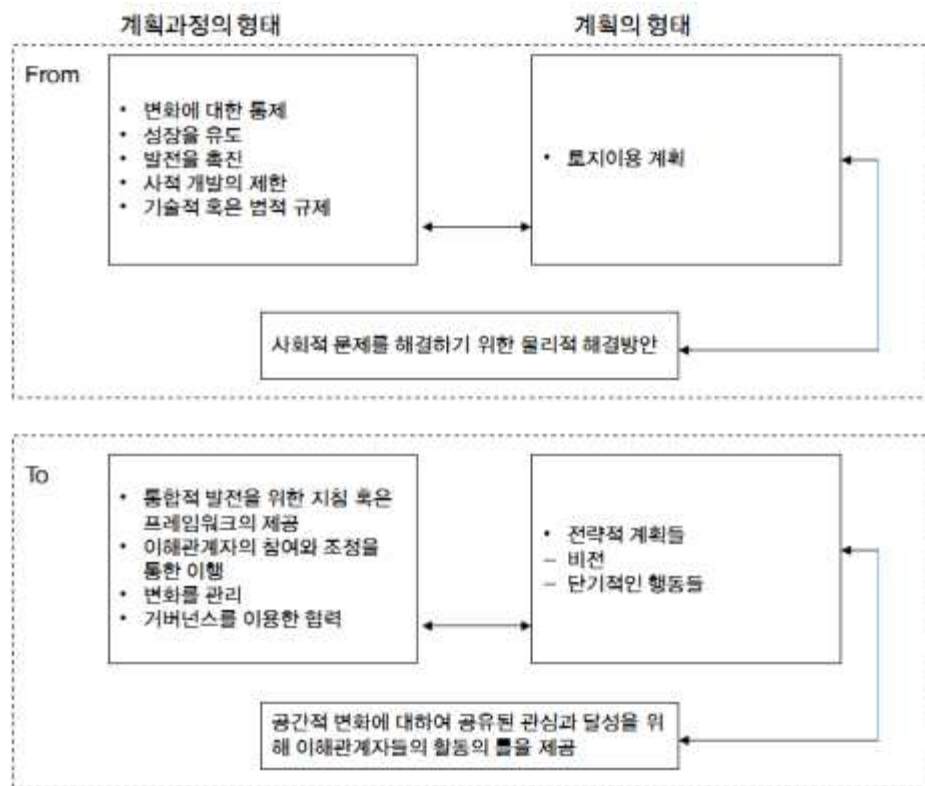 계획과정의 형태
계획의 형태
From
• 변화에 대한 통제
• 성장을 유도
• 발전을 촉진
• 사적 개발의 제한
• 기술적 혹은 법적 규제
• 토지이용 계획
사회적 문제를 해결하기 위한 물리적 해결방안
To
• 통합적 발전을 위한 지침 혹은
프레임워크의 제공
• 이해관계자의 참여와 조정을
통한 이행
• 변화를 관리
• 거버넌스를 이용한 협력
• 전략적 계획들
– 비전
– 단기적인 행동들
공간적 변화에 대하여 공유된 관심과 달성을 위
해 이해관계자들의 활동의 틀을 제공